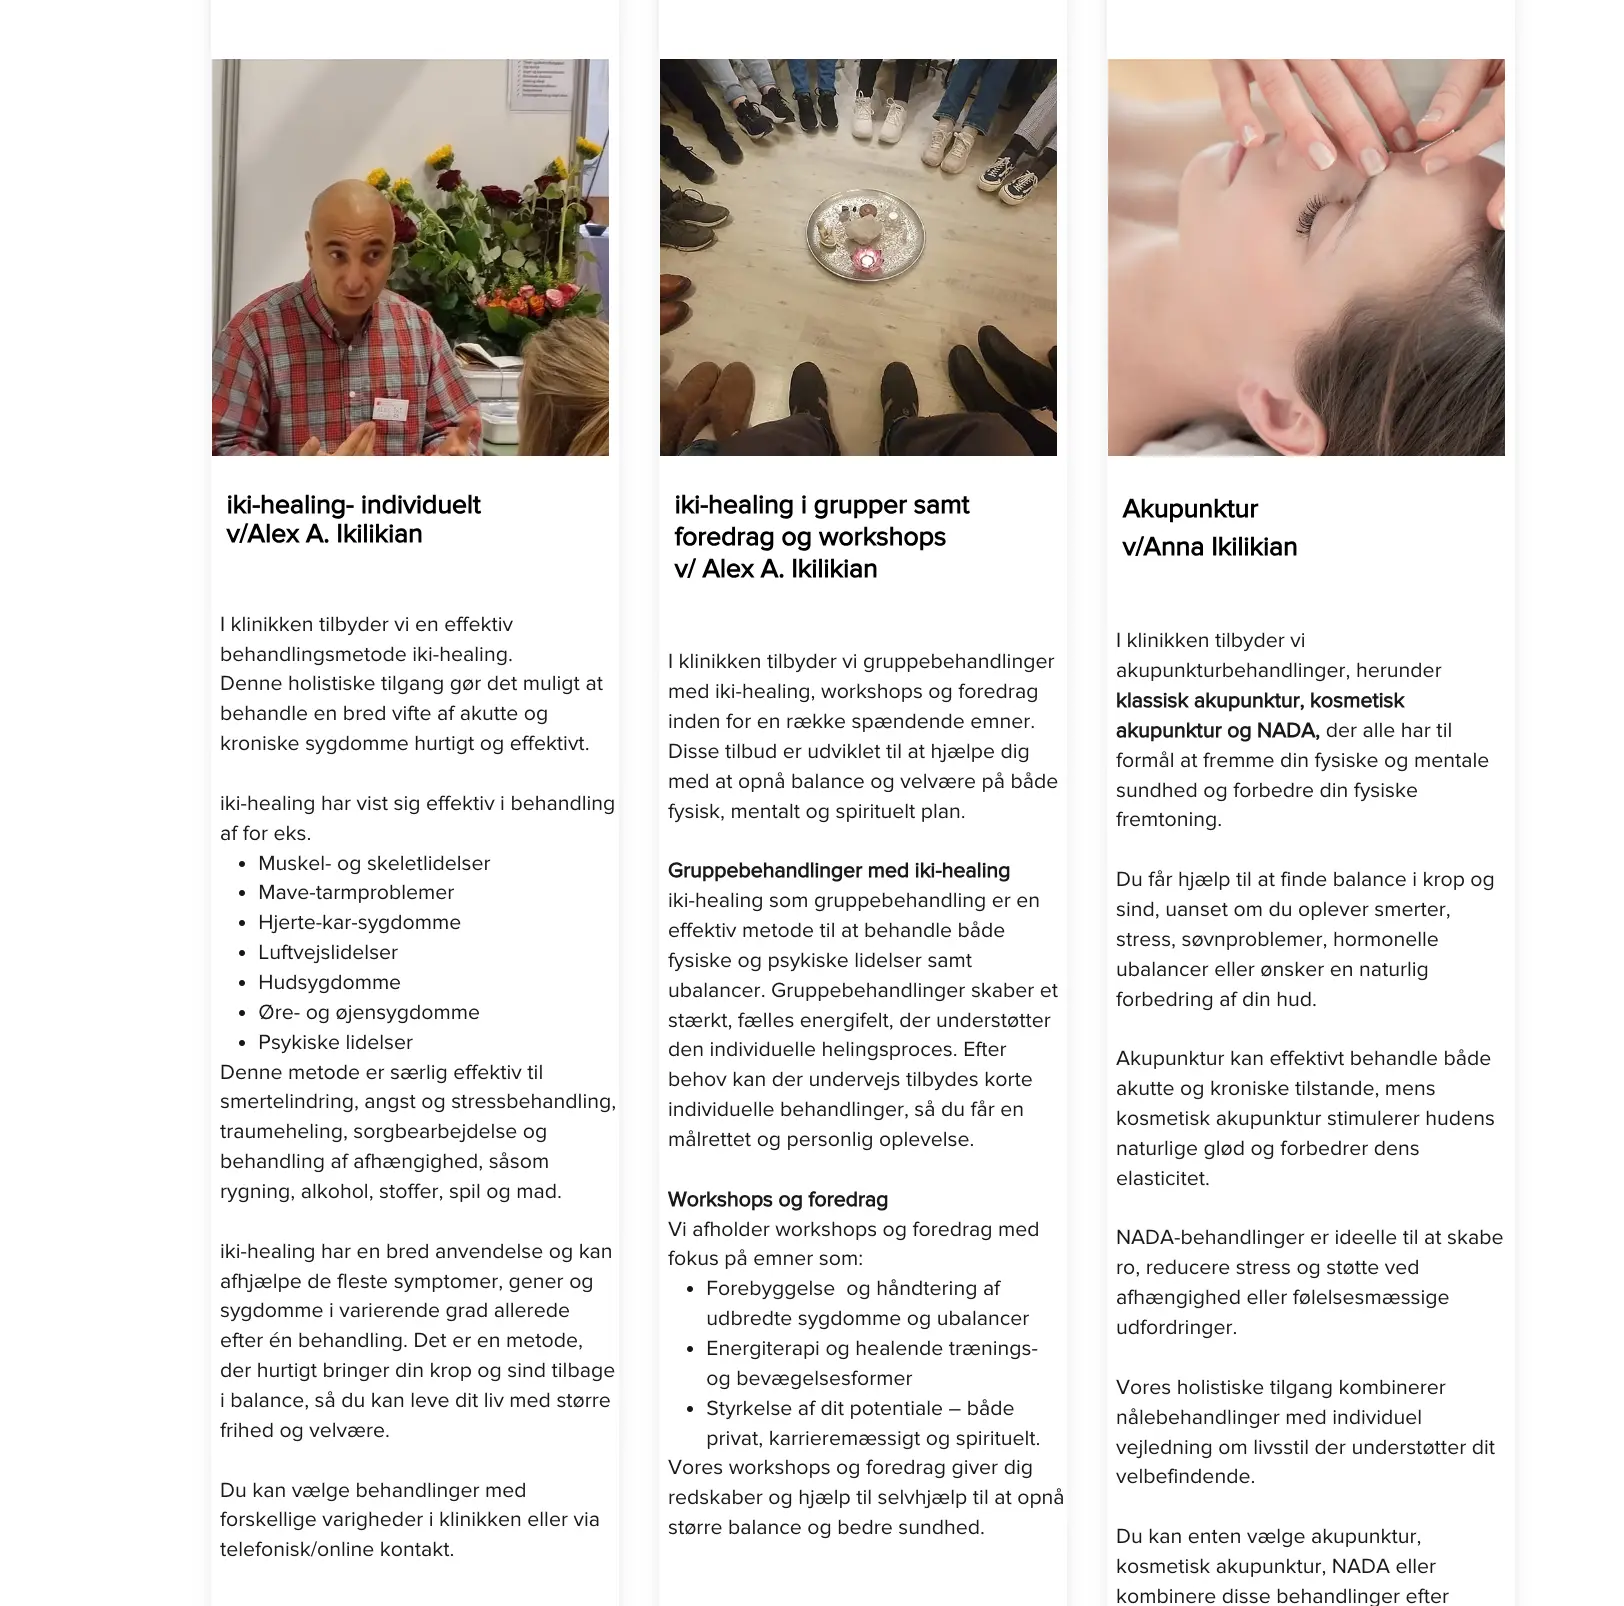 iki-healing- individuelt
v/Alex A. Ikilikian
I klinikken tilbyder vi en effektiv
behandlingsmetode iki-healing.
Denne holistiske tilgang gør det muligt at
behandle en bred vifte af akutte og
kroniske sygdomme hurtigt og effektivt.
iki-healing har vist sig effektiv i behandling
af for eks.
• Muskel- og skeletlidelser
• Mave-tarmproblemer
• Hjerte-kar-sygdomme
• Luftvejslidelser
• Hudsygdomme
• Øre- og øjensygdomme
• Psykiske lidelser
Denne metode er særlig effektiv til
smertelindring, angst og stressbehandling,
traumeheling, sorgbearbejdelse og
behandling af afhængighed, såsom
rygning, alkohol, stoffer, spil og mad.
iki-healing har en bred anvendelse og kan
afhjælpe de fleste symptomer, gener og
sygdomme i varierende grad allerede
efter én behandling. Det er en metode,
der hurtigt bringer din krop og sind tilbage
i balance, så du kan leve dit liv med større
frihed og velvære.
Du kan vælge behandlinger med
forskellige varigheder i klinikken eller via
telefonisk/online kontakt.
iki-healing i grupper samt
foredrag og workshops
v/ Alex A. Ikilikian
I klinikken tilbyder vi gruppebehandlinger
med iki-healing, workshops og foredrag
inden for en række spændende emner.
Disse tilbud er udviklet til at hjælpe dig
med at opnå balance og velvære på både
fysisk, mentalt og spirituelt plan.
Gruppebehandlinger med iki-healing
iki-healing som gruppebehandling er en
effektiv metode til at behandle både
fysiske og psykiske lidelser samt
ubalancer. Gruppebehandlinger skaber et
stærkt, fælles energifelt, der understøtter
den individuelle helingsproces. Efter
behov kan der undervejs tilbydes korte
individuelle behandlinger, så du får en
målrettet og personlig oplevelse.
Workshops og foredrag
Vi afholder workshops og foredrag med
fokus på emner som:
• Forebyggelse  og håndtering af
udbredte sygdomme og ubalancer
• Energiterapi og healende trænings-
og bevægelsesformer
• Styrkelse af dit potentiale – både
privat, karrieremæssigt og spirituelt.
Vores workshops og foredrag giver dig
redskaber og hjælp til selvhjælp til at opnå
større balance og bedre sundhed.
Akupunktur
v/Anna Ikilikian
I klinikken tilbyder vi
akupunkturbehandlinger, herunder
klassisk akupunktur, kosmetisk
akupunktur og NADA, der alle har til
formål at fremme din fysiske og mentale
sundhed og forbedre din fysiske
fremtoning.
Du får hjælp til at finde balance i krop og
sind, uanset om du oplever smerter,
stress, søvnproblemer, hormonelle
ubalancer eller ønsker en naturlig
forbedring af din hud.
Akupunktur kan effektivt behandle både
akutte og kroniske tilstande, mens
kosmetisk akupunktur stimulerer hudens
naturlige glød og forbedrer dens
elasticitet.
NADA-behandlinger er ideelle til at skabe
ro, reducere stress og støtte ved
afhængighed eller følelsesmæssige
udfordringer.
Vores holistiske tilgang kombinerer
nålebehandlinger med individuel
vejledning om livsstil der understøtter dit
velbefindende.
Du kan enten vælge akupunktur,
kosmetisk akupunktur, NADA eller
kombinere disse behandlinger efter